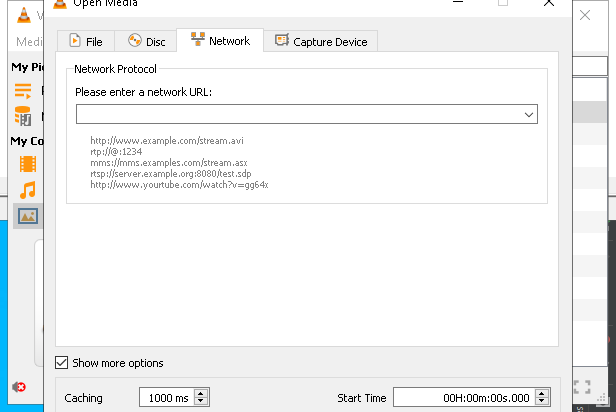 Open Media
V
Medi
File
Disc
Network
Capture Device
My Pi
My Co
Network Protocol
Please enter a network URL:
http://www.example.com/stream.avi
rtp://@:1234
mms://mms.examples.com/stream.asx
rtsp://server.example.org:8080/test.sdp
http://www.yourtube.com/watch?v=gg64x
Show more options
Caching
1000 ms
Start Time
00H:00m:00s.000